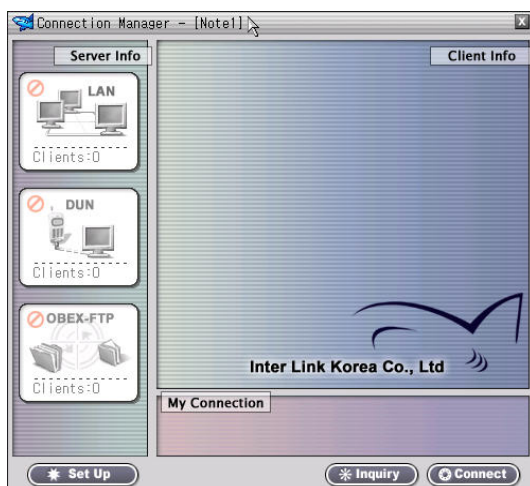 Connection Manager - [Note1]
Server Info
LAN
Clients:0
DUN
Clients:0
OBEX-FTP
Clients:0
Client Info
Inter Link Korea Co., Ltd
My Connection
Set Up
Inquiry
Connect